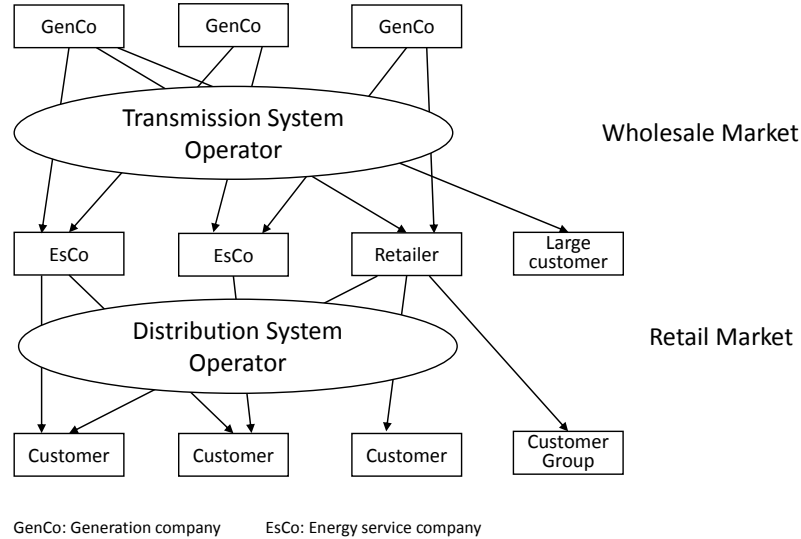 GenCo
GenCo
GenCo
Transmission System
Operator
Wholesale Market
EsCo
EsCo
Retailer
Large
customer
Distribution System
Operator
Retail Market
Customer
Customer
Customer
Customer
Group
GenCo: Generation company
EsCo: Energy service company